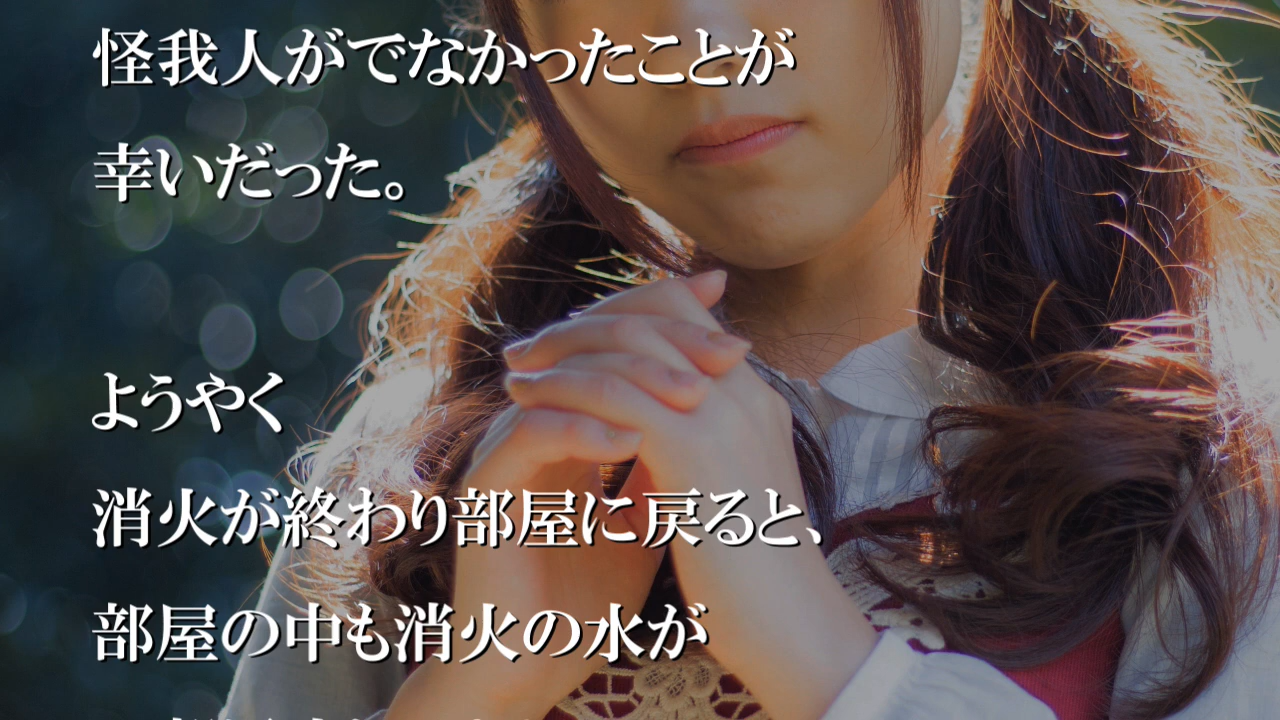 怪我人がでなかったことが
幸いだった。
ようやく
消火が終わり部屋に戻ると、
部屋の中も消火の水が